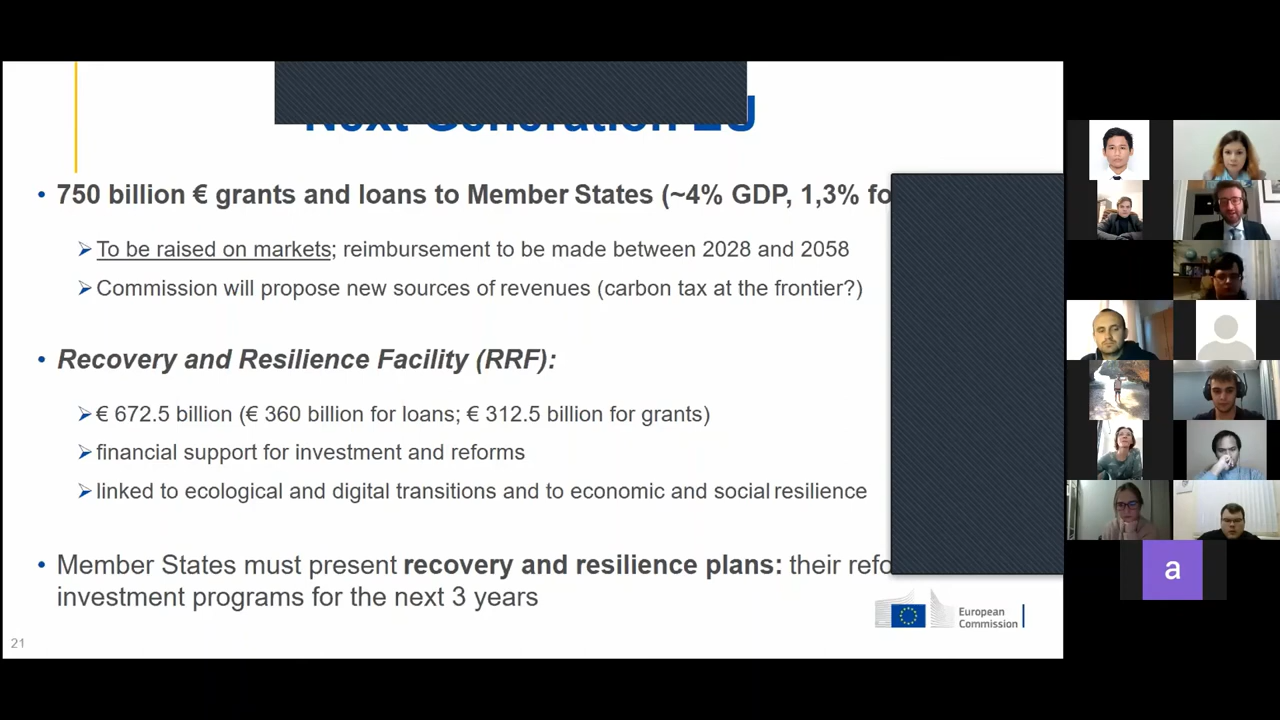 Next Generation EU
• 750 billion € grants and loans to Member States (~4% GDP, 1,3% fo
➢ To be raised on markets; reimbursement to be made between 2028 and 2058
➢ Commission will propose new sources of revenues (carbon tax at the frontier?)
• Recovery and Resilience Facility (RRF):
➢ € 672.5 billion (€ 360 billion for loans; € 312.5 billion for grants)
➢ financial support for investment and reforms
➢ linked to ecological and digital transitions and to economic and social resilience
• Member States must present recovery and resilience plans: their refo
investment programs for the next 3 years
European
Commission
21
a